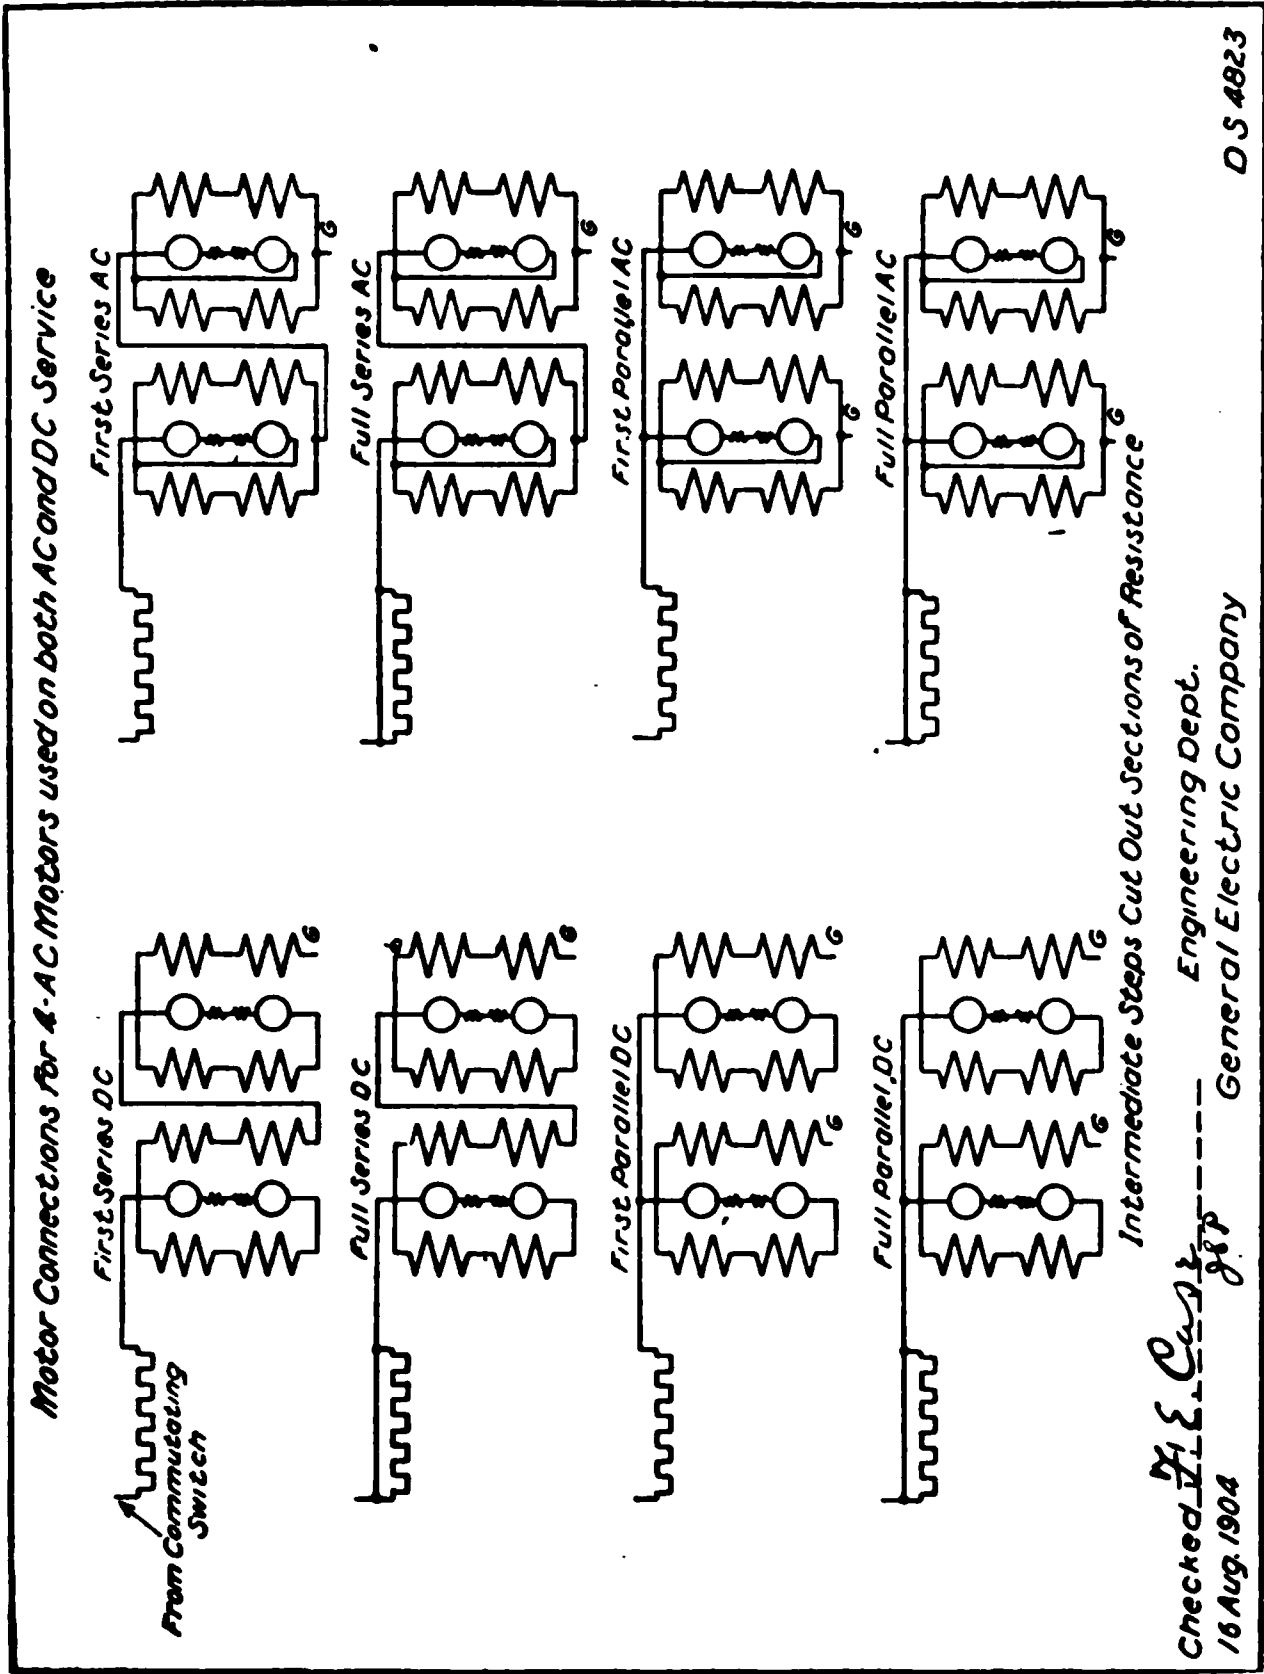 Motor Connections for 4-AC Motors used on both AC and DC Service
First Series DC
First Series AC
From Commutating
Switch
G
G
Full Series DC
Full Series AC
G
G
First Parallel DC
First Parallel AC
G
G
G
G
Full Parallel DC
Full Parallel AC
G
G
G
G
Intermediate Steps Cut Out Sections of Resistance
Checked
Engineering Dept.
16 Aug. 1904
General Electric Company
DS 4823